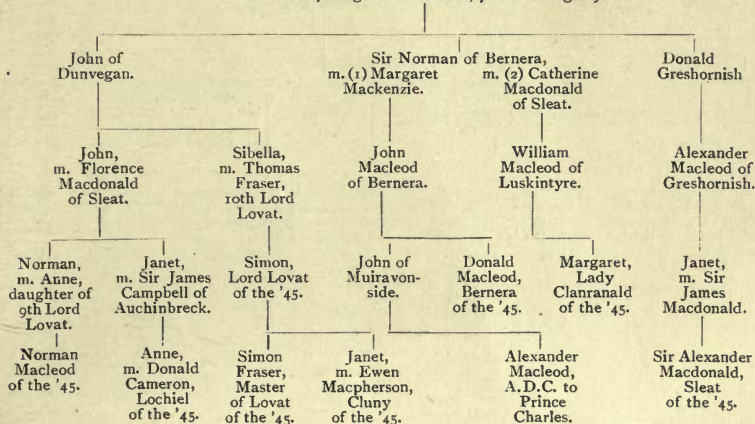 John of
Dunvegan.
Sir Norman of Bernera,
m. (1) Margaret
Mackenzie.
m. (2) Catherine
Macdonald
of Sleat.
Donald
Greshornish
John,
m. Florence
Macdonald
of Sleat.
Sibella,
m. Thomas
Fraser,
10th Lord
Lovat.
John
Macleod
of Bernera.
William
Macleod of
Luskintyre.
Alexander
Macleod of
Greshornish.
Norman,
m. Anne,
daughter of
9th Lord
Lovat.
Janet,
m. Sir James
Campbell of
Auchinbreck.
Simon,
Lord Lovat
of the '45.
John of
Muiravon-
side.
Donald
Macleod,
Bernera
of the '45.
Margaret,
Lady
Clanranald
of the '45.
Janet,
m. Sir
James
Macdonald.
Norman
Macleod
of the '45.
Anne,
m. Donald
Cameron,
Lochiel
of the '45.
Simon
Fraser,
Master
of Lovat
of the '45.
Janet,
m. Ewen
Macpherson,
Cluny
of the '45.
Alexander
Macleod,
A.D.C. to
Prince
Charles.
Sir Alexander
Macdonald,
Sleat
of the '45.